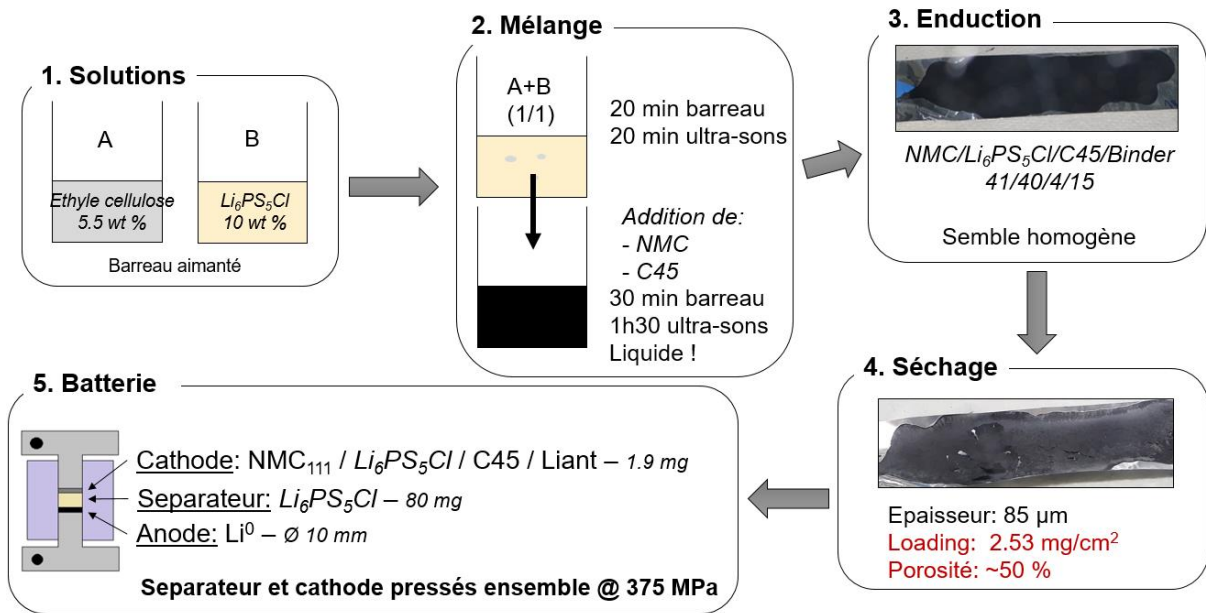 1. Solutions
A
B
Ethyle cellulose
5.5 wt %
Li₆PS₅Cl
10 wt %
Barreau aimanté
2. Mélange
A+B
(1/1)
20 min barreau
20 min ultra-sons
Addition de:
- NMC
- C45
30 min barreau
1h30 ultra-sons
Liquide !
3. Enduction
NMC/Li₆PS₅Cl/C45/Binder
41/40/4/15
Semble homogène
4. Séchage
Epaisseur: 85 µm
Loading: 2.53 mg/cm²
Porosité: ~50 %
5. Batterie
Cathode: NMC₁₁₁ / Li₆PS₅Cl / C45 / Liant – 1.9 mg
Separateur: Li₆PS₅Cl – 80 mg
Anode: Li⁰ – Ø 10 mm
Separateur et cathode pressés ensemble @ 375 MPa